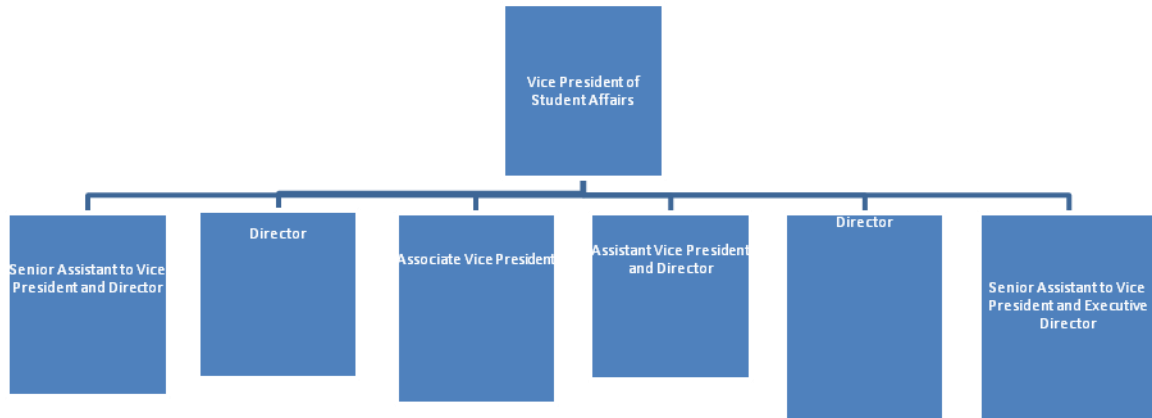 Vice President of
Student Affairs
Senior Assistant to Vice
President and Director
Director
Associate Vice President
Assistant Vice President
and Director
Director
Senior Assistant to Vice
President and Executive
Director